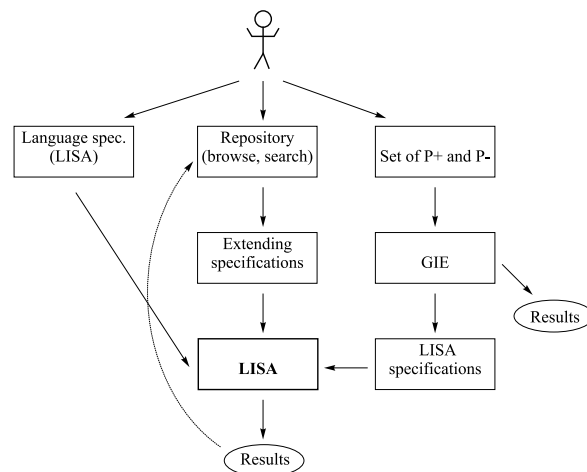 Language spec.
(LISA)
Repository
(browse, search)
Set of P+ and P-
Extending
specifications
GIE
Results
LISA
LISA
specifications
Results